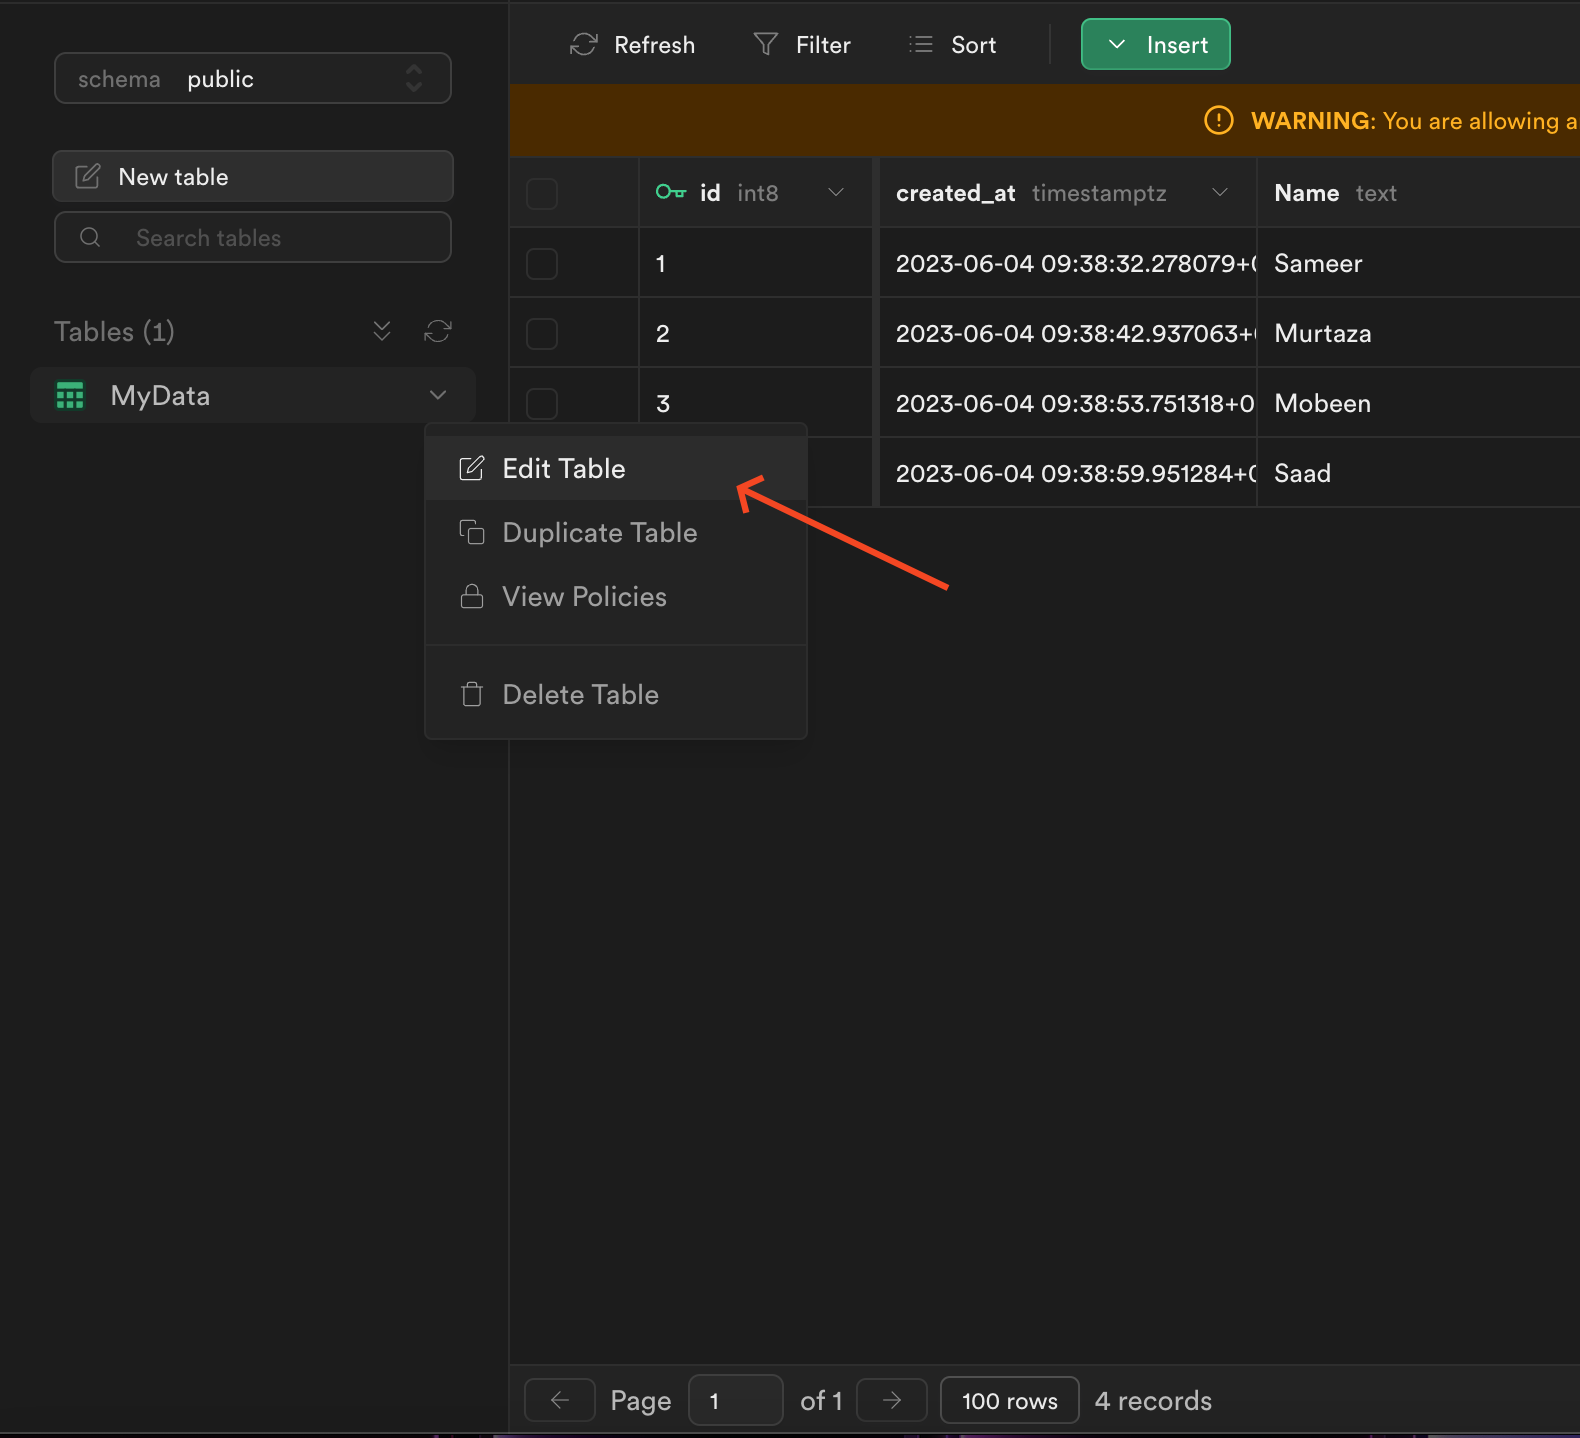 schema public
New table
Search tables
Tables (1)
MyData
Refresh Filter Sort Insert
WARNING: You are allowing a
id int8 created_at timestamptz Name text
1 2023-06-04 09:38:32.278079+0 Sameer
2 2023-06-04 09:38:42.937063+ Murtaza
3 2023-06-04 09:38:53.751318+0 Mobeen
2023-06-04 09:38:59.951284+0 Saad
Edit Table
Duplicate Table
View Policies
Delete Table
Page 1 of 1 100 rows 4 records